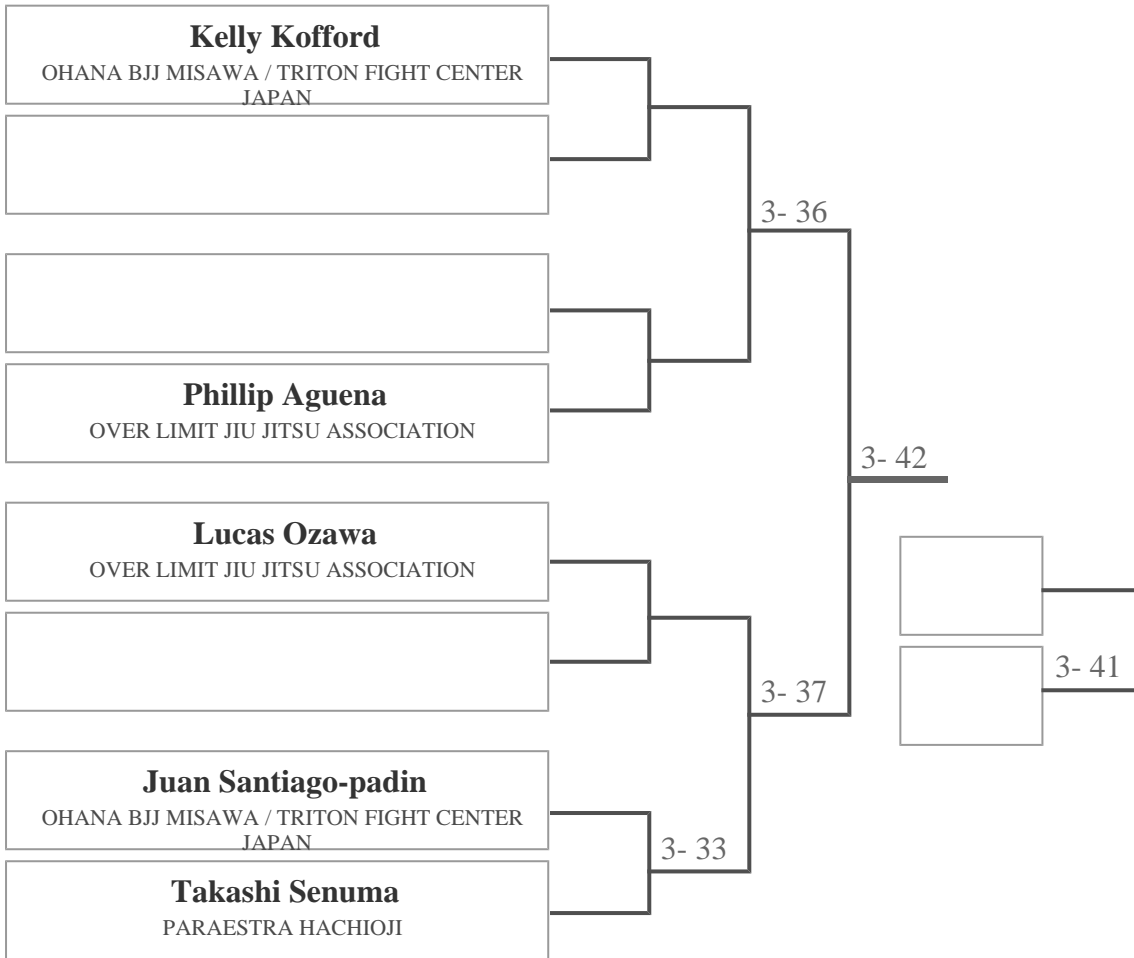 Kelly Kofford
OHANA BJJ MISAWA / TRITON FIGHT CENTER
JAPAN
3- 36
Phillip Aguena
OVER LIMIT JIU JITSU ASSOCIATION
3- 42
Lucas Ozawa
OVER LIMIT JIU JITSU ASSOCIATION
3- 41
3- 37
Juan Santiago-padin
OHANA BJJ MISAWA / TRITON FIGHT CENTER
JAPAN
3- 33
Takashi Senuma
PARAESTRA HACHIOJI